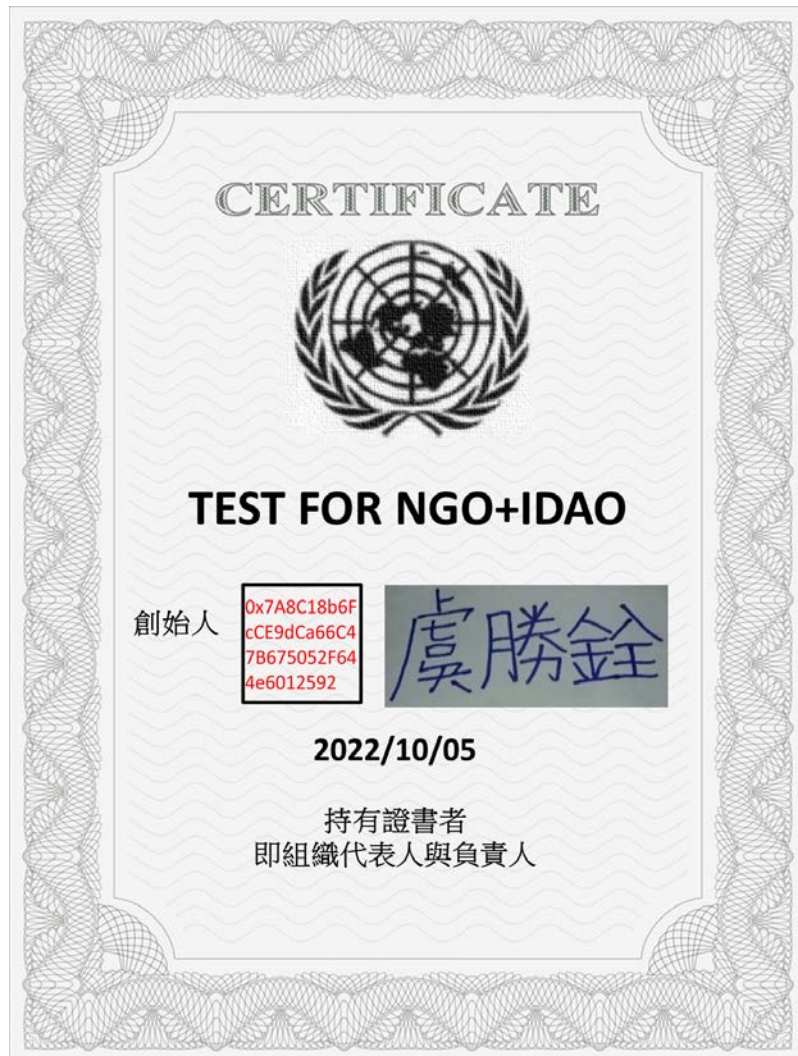 CERTIFICATE
TEST FOR NGO+IDAO
創始人
0x7A8C18b6F
cCE9dCa66C4
7B675052F64
4e6012592
虞勝銓
2022/10/05
持有證書者
即組織代表人與負責人